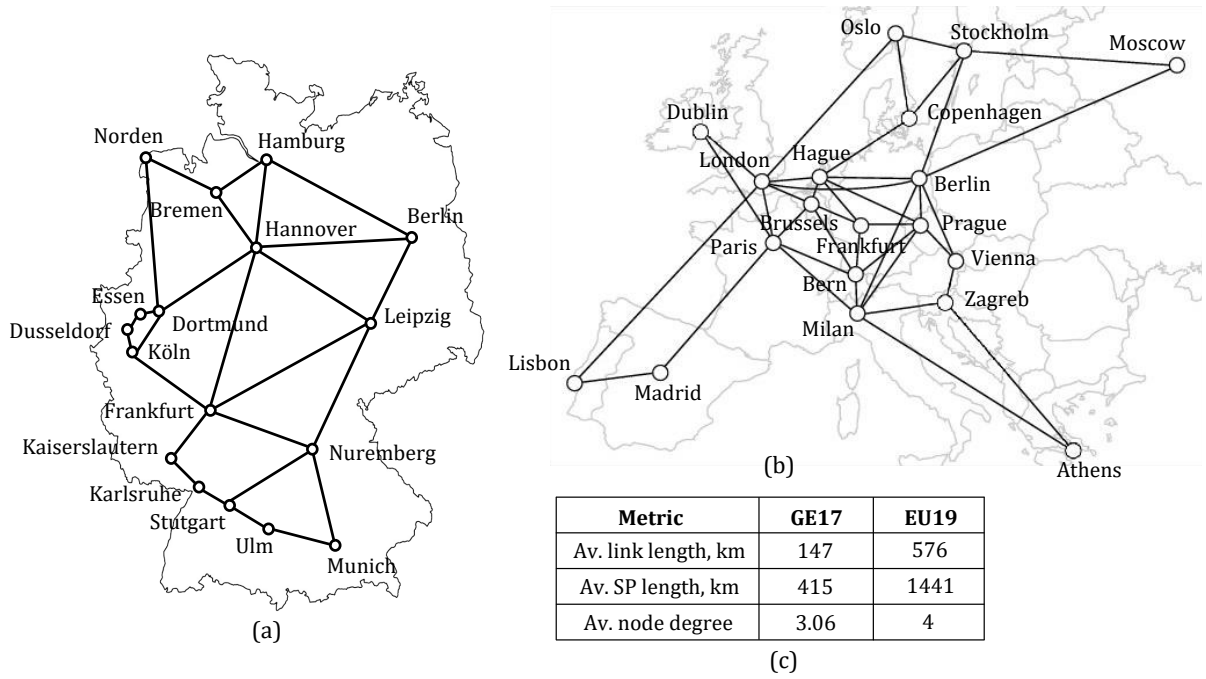 Norden
Hamburg
Bremen
Hannover
Berlin
Essen
Dortmund
Dusseldorf
Köln
Leipzig
Frankfurt
Kaiserslautern
Nuremberg
Karlsruhe
Stutgart
Ulm
Munich
(a)
Oslo
Stockholm
Moscow
Dublin
Copenhagen
London
Hague
Berlin
Brussels
Prague
Paris
Frankfurt
Vienna
Bern
Zagreb
Milan
Lisbon
Madrid
Athens
(b)
Metric GE17 EU19
Av. link length, km 147 576
Av. SP length, km 415 1441
Av. node degree 3.06 4
(c)